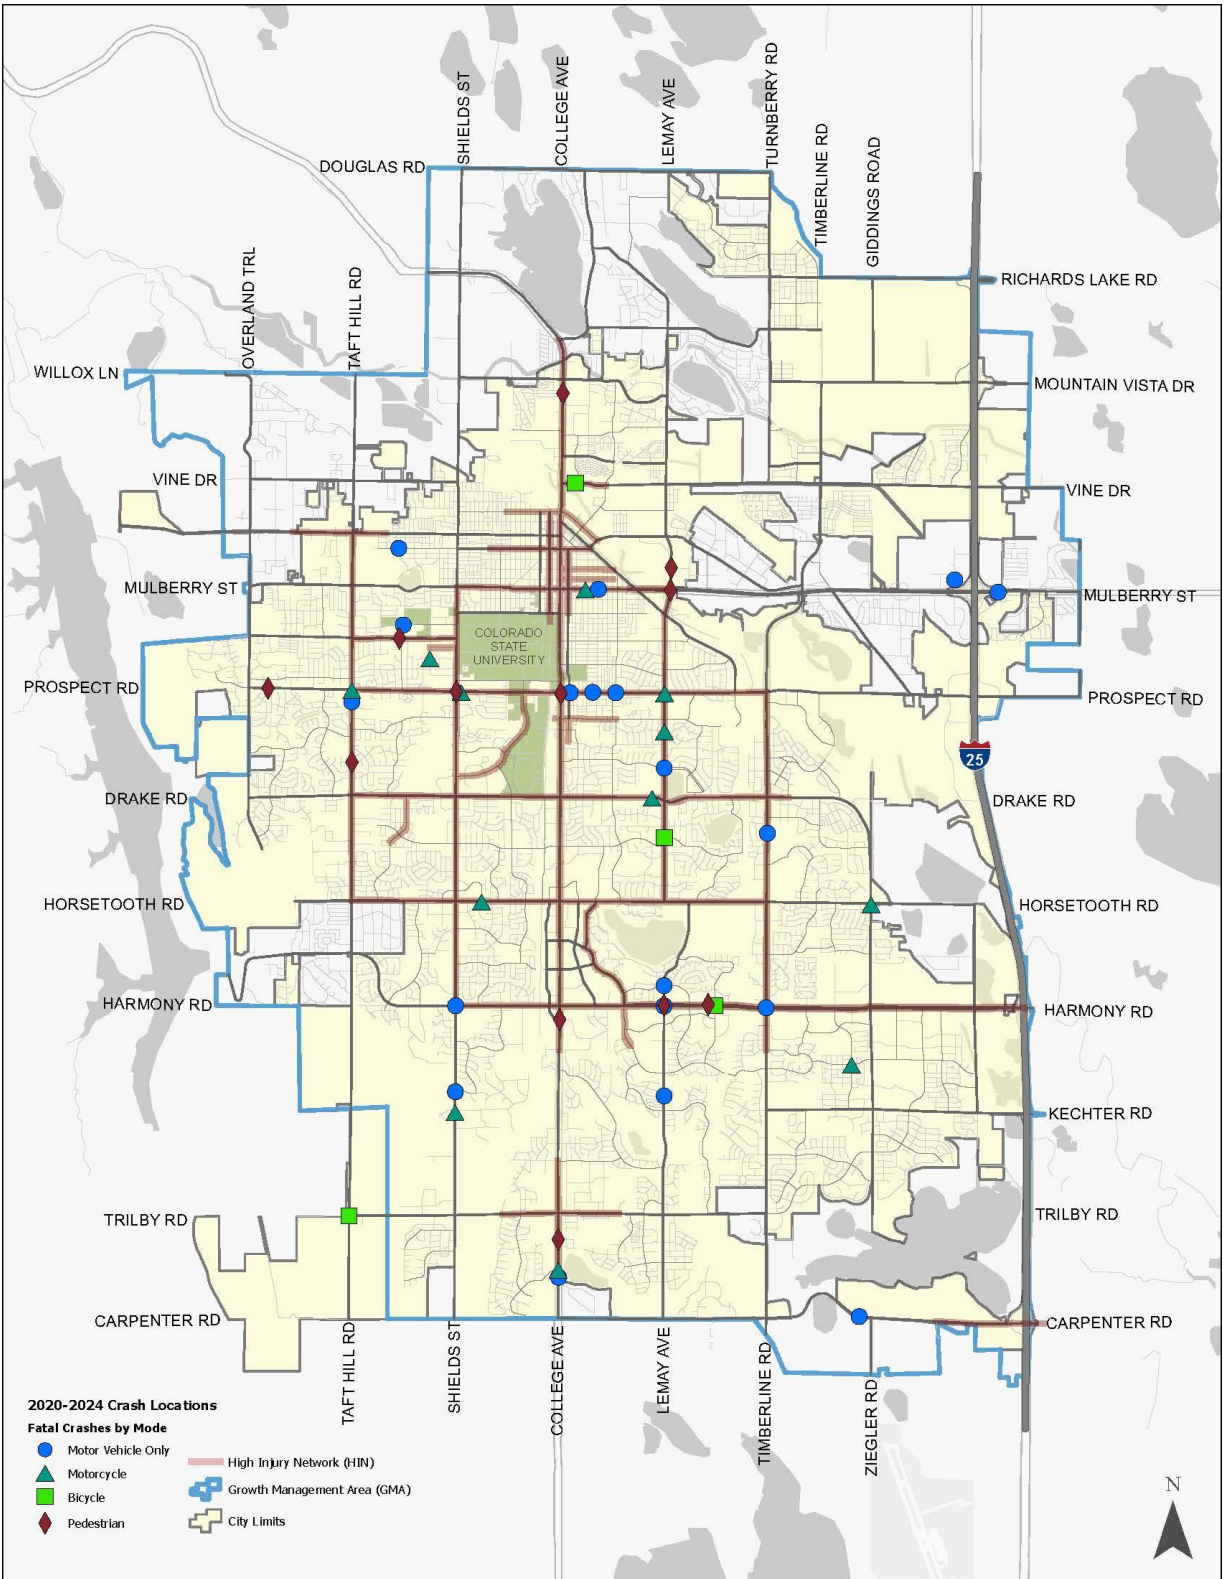 SHIELDS ST
COLLEGE AVE
LEMAY AVE
TURNBERRY RD
TIMBERLINE RD
GIDDINGS ROAD
DOUGLAS RD
OVERLAND TRL
TAFT HILL RD
RICHARDS LAKE RD
WILLOX LN
MOUNTAIN VISTA DR
VINE DR
VINE DR
MULBERRY ST
MULBERRY ST
COLORADO
STATE
UNIVERSITY
PROSPECT RD
PROSPECT RD
25
DRAKE RD
DRAKE RD
HORSETOOTH RD
HORSETOOTH RD
HARMONY RD
HARMONY RD
KECHTER RD
TRILBY RD
TRILBY RD
CARPENTER RD
CARPENTER RD
TAFT HILL RD
SHIELDS ST
COLLEGE AVE
LEMAY AVE
TIMBERLINE RD
ZIEGLER RD
2020-2024 Crash Locations
Fatal Crashes by Mode
Motor Vehicle Only
Motorcycle
Bicycle
Pedestrian
High Injury Network (HIN)
Growth Management Area (GMA)
City Limits
N